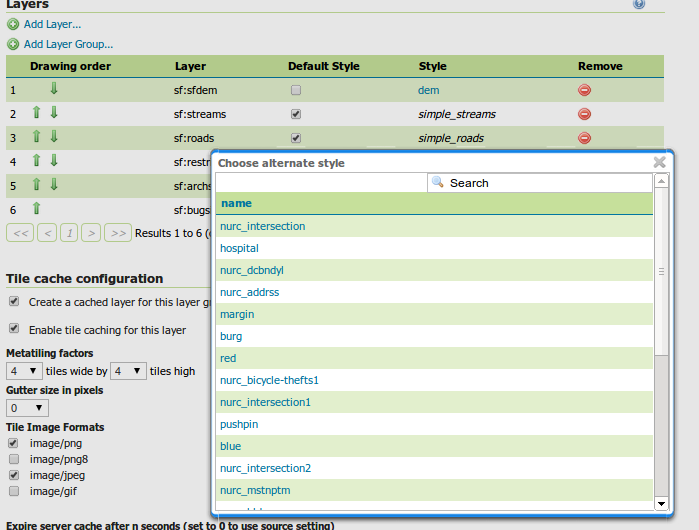 Layers
Add Layer...
Add Layer Group...
Drawing order Layer Default Style Style Remove
1 sf:sfdem dem
2 sf:streams simple_streams
3 sf:roads simple_roads
4 sf:restr
5 sf:archs
6 sf:bugs
<< < 1 > >> Results 1 to 6
Choose alternate style
Search
name
nurc_intersection
hospital
nurc_dcbndyl
nurc_addrss
margin
burg
red
nurc_bicycle-thefts1
nurc_intersection1
pushpin
blue
nurc_intersection2
nurc_mstnptm
Tile cache configuration
Create a cached layer for this layer gr
Enable tile caching for this layer
Metatiling factors
4 tiles wide by 4 tiles high
Gutter size in pixels
0
Tile Image Formats
image/png
image/png8
image/jpeg
image/gif
Expire server cache after n seconds (set to 0 to use source setting)